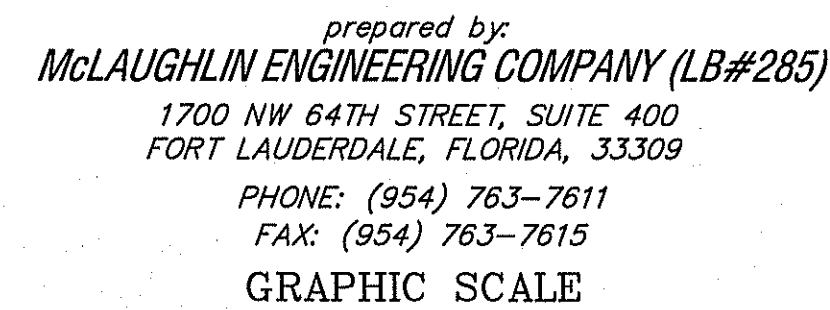 prepared by:
McLAUGHLIN ENGINEERING COMPANY (LB#285)
1700 NW 64TH STREET, SUITE 400
FORT LAUDERDALE, FLORIDA, 33309
PHONE: (954) 763-7611
FAX: (954) 763-7615
GRAPHIC SCALE